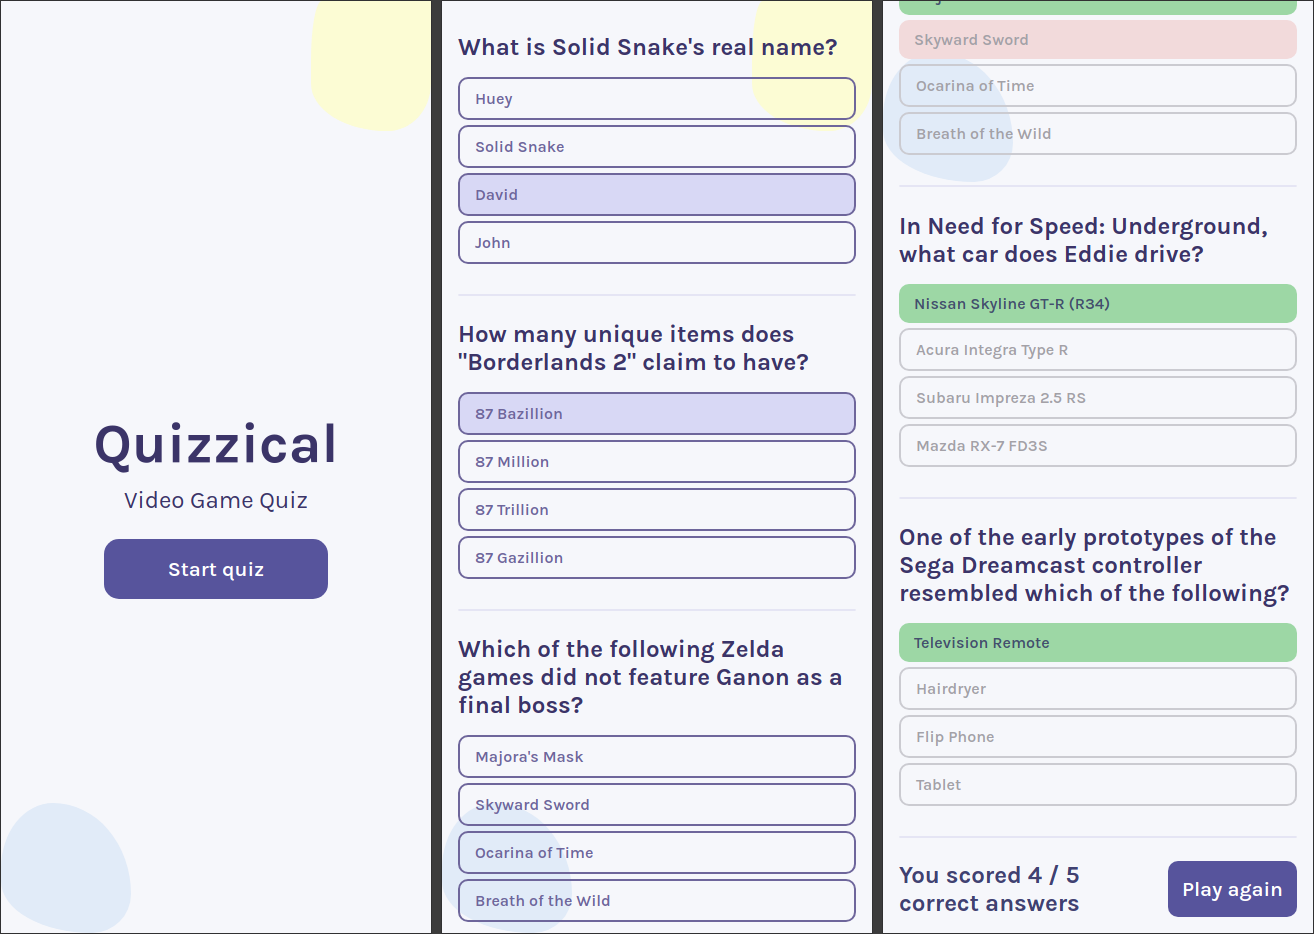 Quizzical
Video Game Quiz
Start quiz
What is Solid Snake's real name?
Huey
Solid Snake
David
John
How many unique items does
"Borderlands 2" claim to have?
87 Bazillion
87 Million
87 Trillion
87 Gazillion
Which of the following Zelda
games did not feature Ganon as a
final boss?
Majora's Mask
Skyward Sword
Ocarina of Time
Breath of the Wild
Skyward Sword
Ocarina of Time
Breath of the Wild
In Need for Speed: Underground,
what car does Eddie drive?
Nissan Skyline GT-R (R34)
Acura Integra Type R
Subaru Impreza 2.5 RS
Mazda RX-7 FD3S
One of the early prototypes of the
Sega Dreamcast controller
resembled which of the following?
Television Remote
Hairdryer
Flip Phone
Tablet
You scored 4 / 5
correct answers
Play again